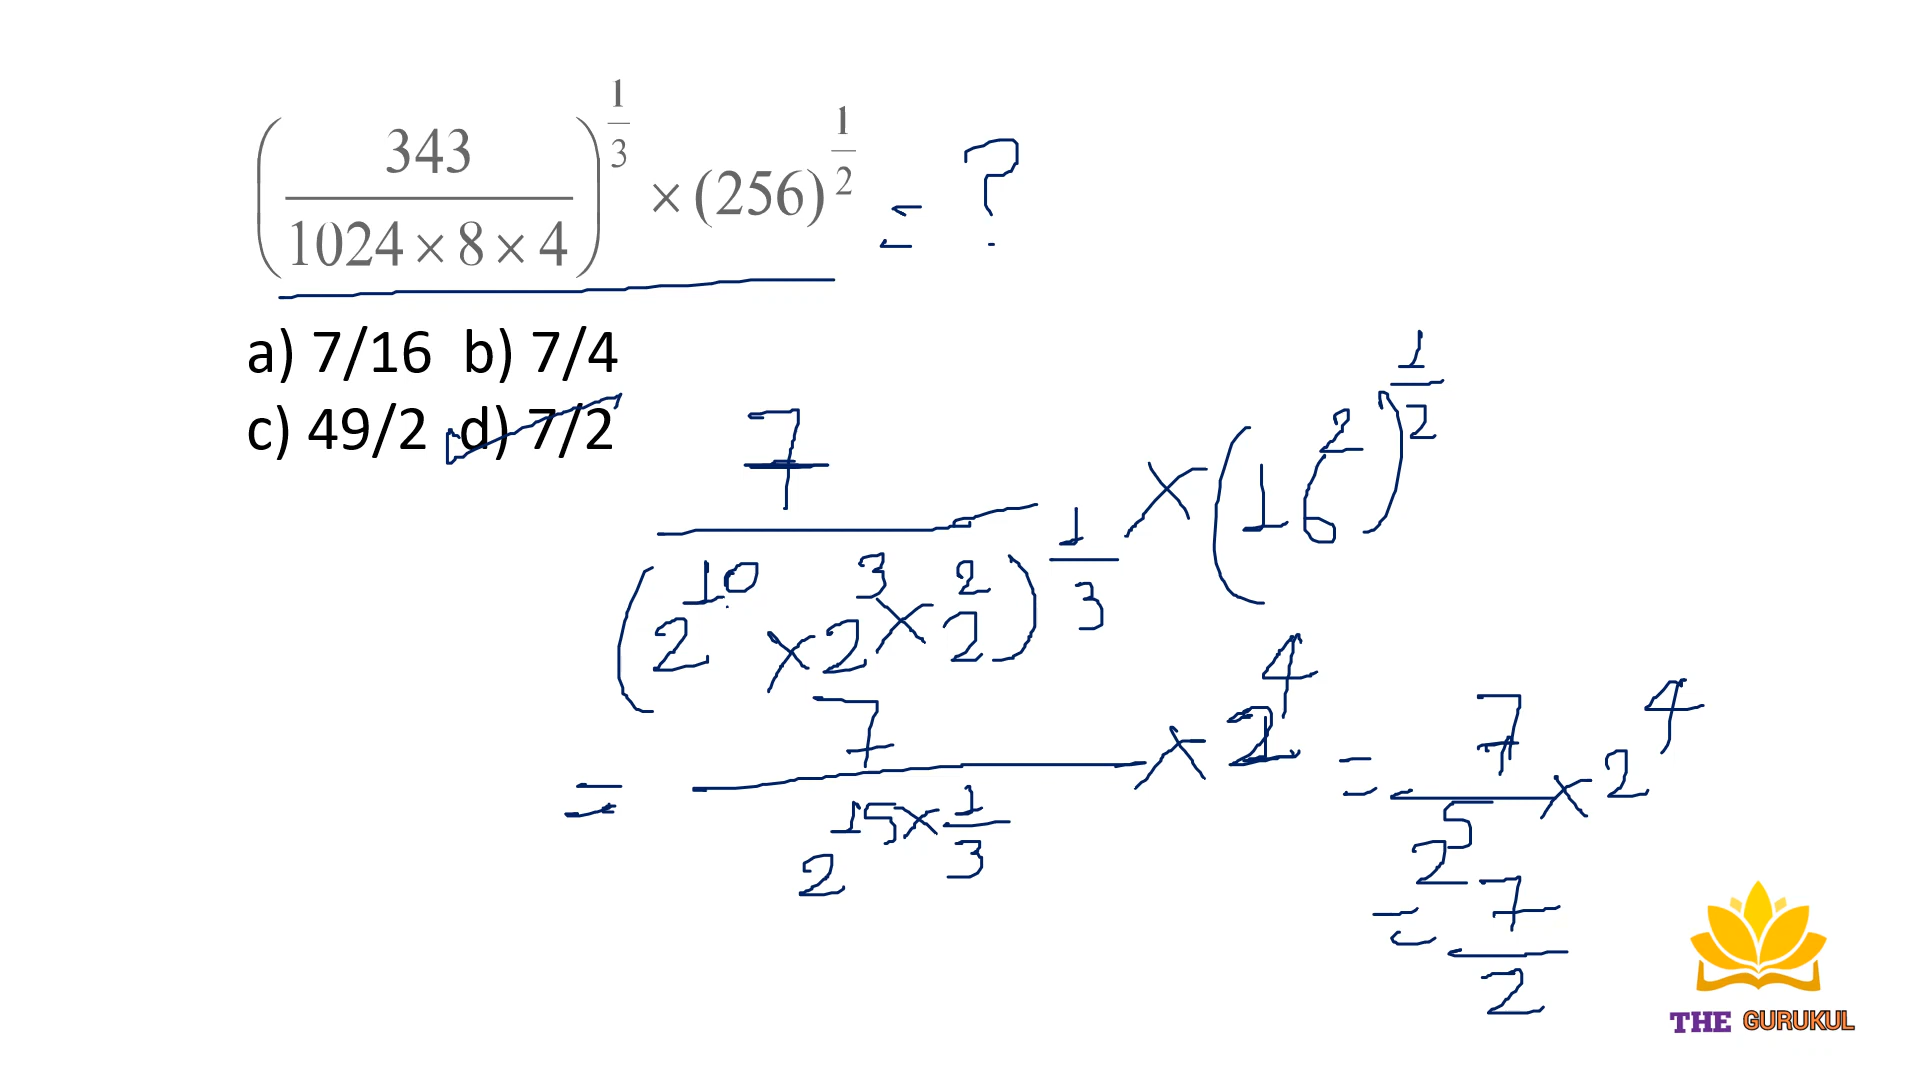 (343/(1024×8×4))^(1/3) × (256)^(1/2) = ?
a) 7/16 b) 7/4
c) 49/2 d) 7/2
7/(2^10 × 2^3 × 2^2)^(1/3) × (16^2)^(1/2)
= 7/2^(15×1/3) × 2^4 = 7/2^5 × 2^4
= 7/2
THE GURUKUL